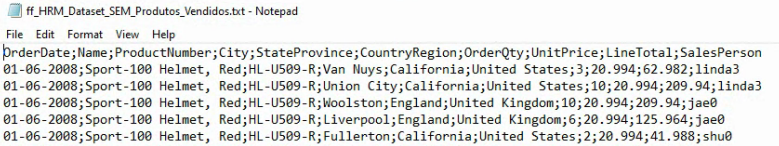 ff_HRM_Dataset_SEM_Produtos_Vendidos.txt - Notepad
File Edit Format View Help
OrderDate;Name;ProductNumber;City;StateProvince;CountryRegion;OrderQty;UnitPrice;LineTotal;SalesPerson
01-06-2008;Sport-100 Helmet, Red;HL-U509-R;Van Nuys;California;United States;3;20.994;62.982;linda3
01-06-2008;Sport-100 Helmet, Red;HL-U509-R;Union City;California;United States;10;20.994;209.94;linda3
01-06-2008;Sport-100 Helmet, Red;HL-U509-R;Woolston;England;United Kingdom;10;20.994;209.94;jae0
01-06-2008;Sport-100 Helmet, Red;HL-U509-R;Liverpool;England;United Kingdom;6;20.994;125.964;jae0
01-06-2008;Sport-100 Helmet, Red;HL-U509-R;Fullerton;California;United States;2;20.994;41.988;shu0